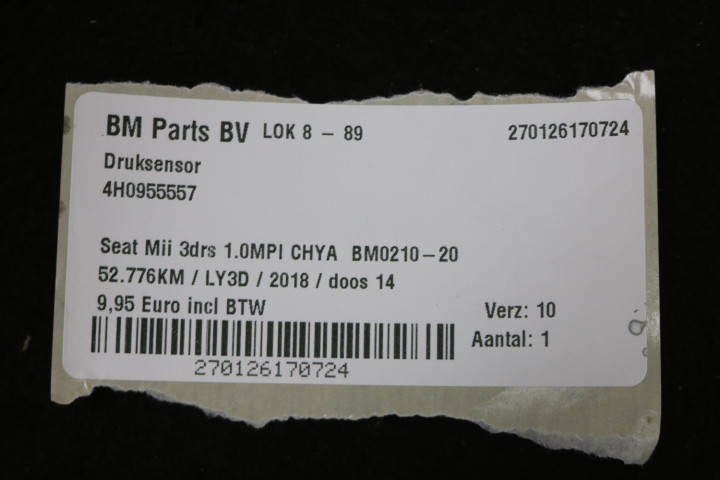 BM Parts BV LOK 8 - 89 270126170724
Druksensor
4H0955557
Seat Mii 3drs 1.0MPI CHYA BM0210-20
52.776KM / LY3D / 2018 / doos 14
9,95 Euro incl BTW
Verz: 10
Aantal: 1
270126170724